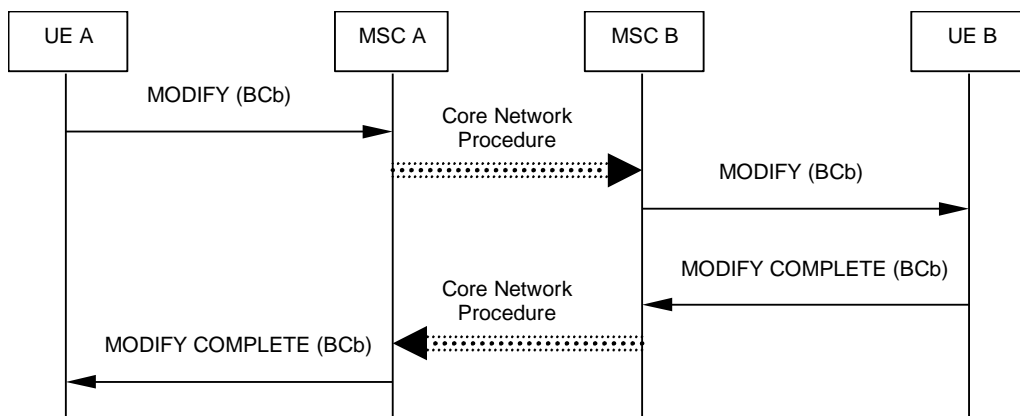 UE A
MSC A
MSC B
UE B
MODIFY (BCb)
Core Network
Procedure
MODIFY (BCb)
MODIFY COMPLETE (BCb)
Core Network
Procedure
MODIFY COMPLETE (BCb)